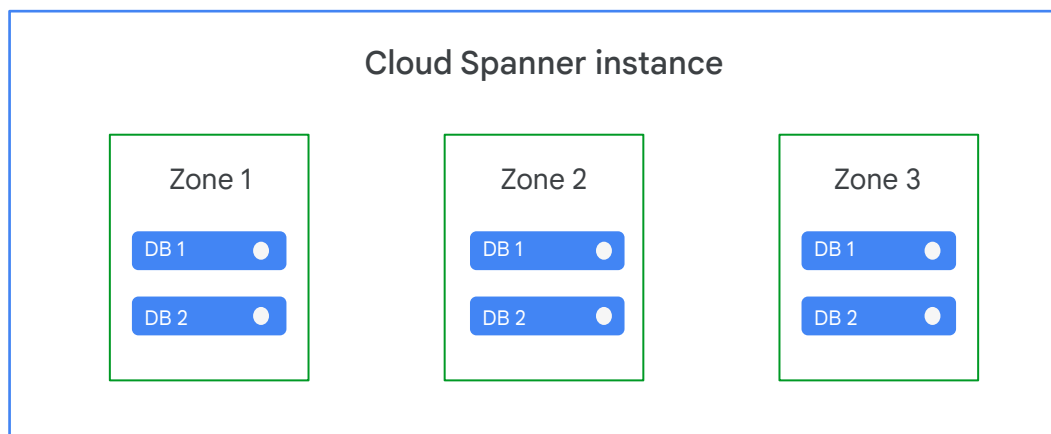 Cloud Spanner instance
Zone 1
DB 1
DB 2
Zone 2
DB 1
DB 2
Zone 3
DB 1
DB 2